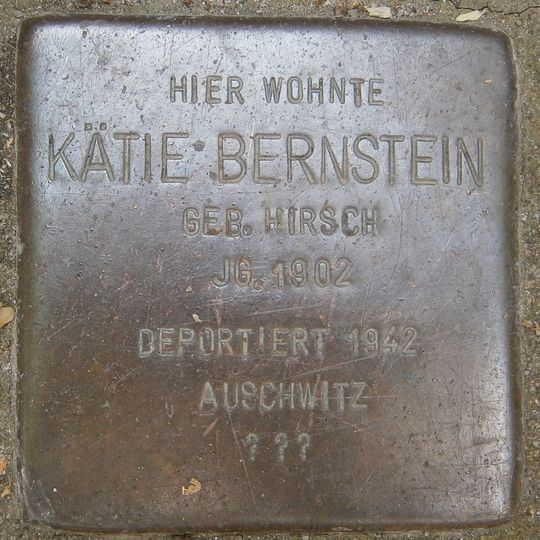 HIER WOHNTE
KÄTIE BERNSTEIN
GEB. HIRSCH
JG. 1902
DEPORTIERT 1942
AUSCHWITZ
? ? ?